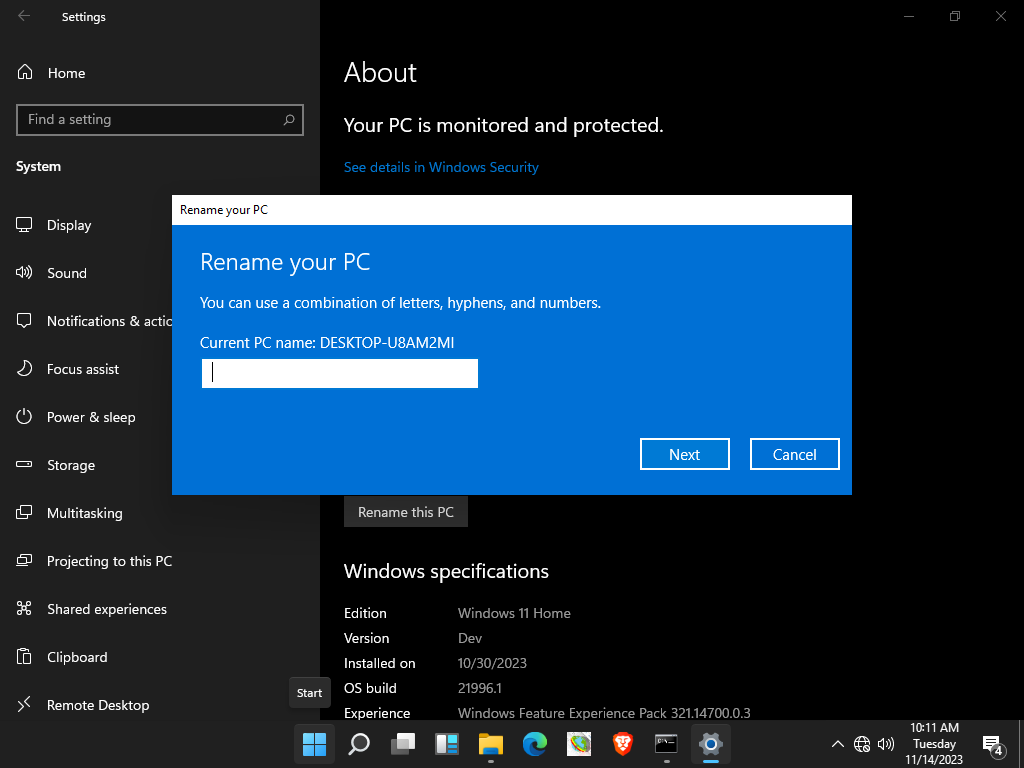 Settings
Home
Find a setting
System
Display
Sound
Notifications & actio
Focus assist
Power & sleep
Storage
Multitasking
Projecting to this PC
Shared experiences
Clipboard
Remote Desktop
About
Your PC is monitored and protected.
See details in Windows Security
Rename your PC
Rename your PC
You can use a combination of letters, hyphens, and numbers.
Current PC name: DESKTOP-U8AM2MI
Next
Cancel
Rename this PC
Windows specifications
Edition Windows 11 Home
Version Dev
Installed on 10/30/2023
OS build 21996.1
Experience Windows Feature Experience Pack 321.14700.0.3
Start
10:11 AM
Tuesday
11/14/2023
4